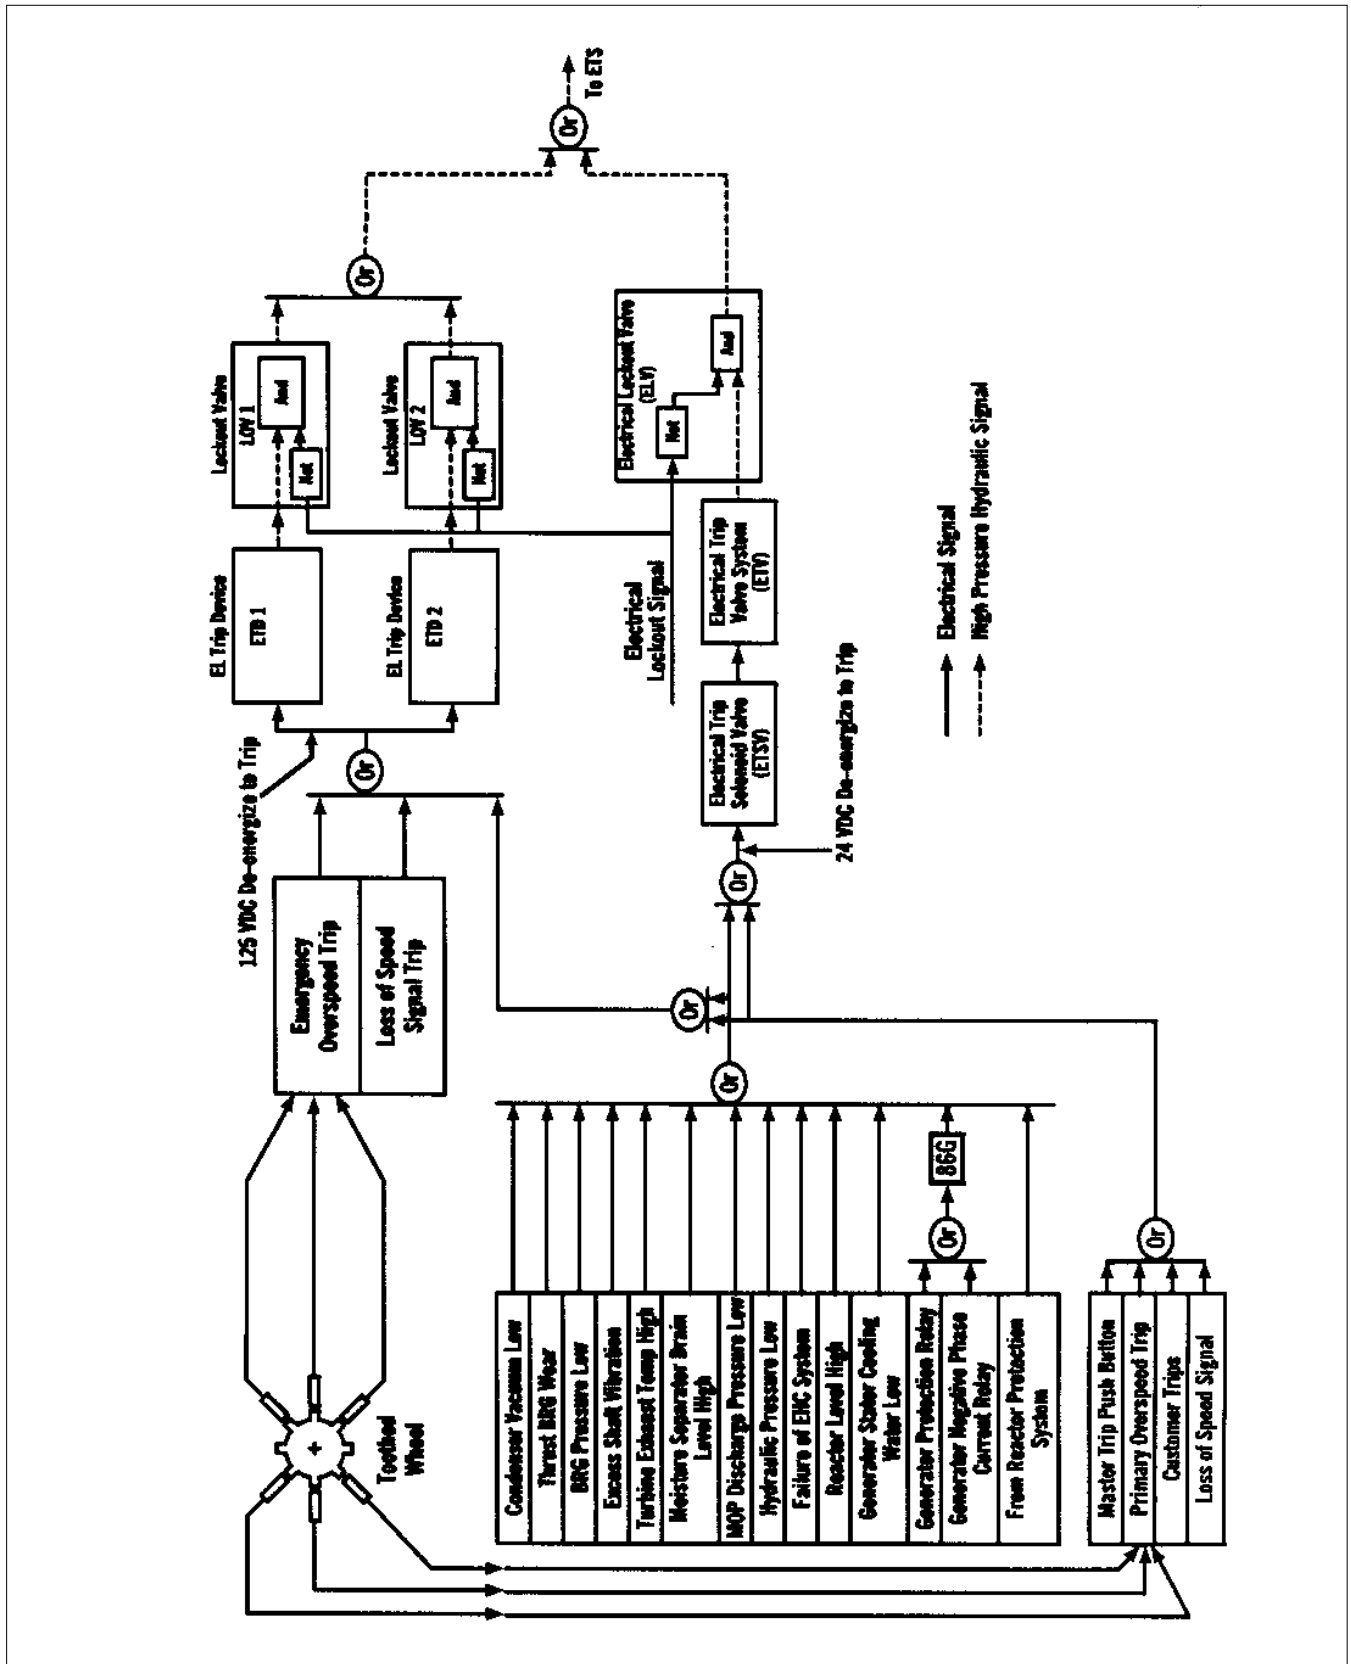 Toothed
Wheel
Emergency
Overspeed Trip
Loss of Speed
Signal Trip
125 VDC De-energize to Trip
Or
EL Trip Device
ETD 1
EL Trip Device
ETD 2
Lockout Valve
LOV 1
And
Not
Lockout Valve
LOV 2
And
Not
Or
Electrical
Lockout Signal
Electrical Lockout Valve
(ELV)
Not
And
Or
To ETS
Condenser Vacuum Low
Thrust BRG Wear
BRG Pressure Low
Excess Shaft Vibration
Turbine Exhaust Temp High
Moisture Separator Drain
Level High
MOP Discharge Pressure Low
Hydraulic Pressure Low
Failure of EHC System
Reactor Level High
Generator Stator Cooling
Water Low
Generator Protection Relay
Generator Negative Phase
Current Relay
From Reactor Protection
System
Or
86G
Or
Or
Or
Electrical Trip
Solenoid Valve
(ETSV)
Electrical Trip
Valve System
(ETV)
24 VDC De-energize to Trip
Master Trip Push Button
Primary Overspeed Trip
Customer Trips
Loss of Speed Signal
Or
Electrical Signal
High Pressure Hydraulic Signal